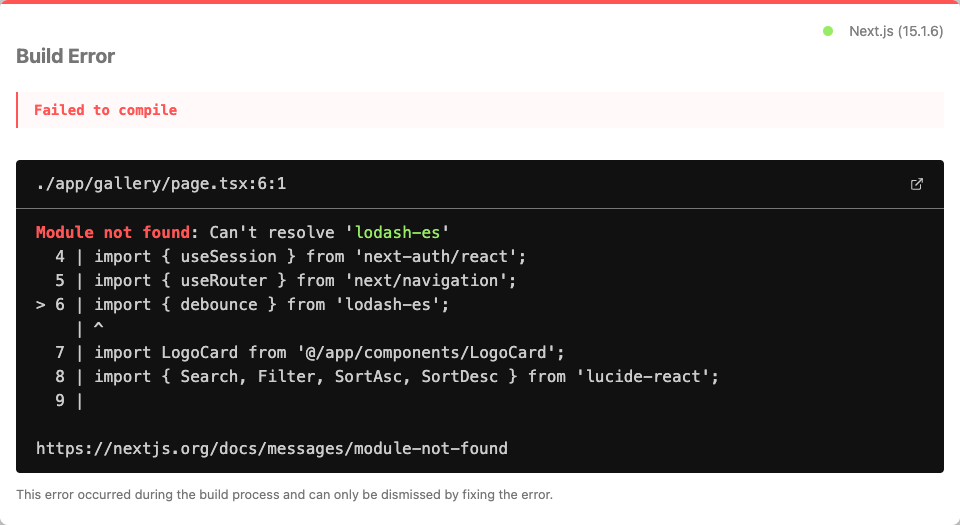 Next.js (15.1.6)
Build Error
Failed to compile
./app/gallery/page.tsx:6:1
Module not found: Can't resolve 'lodash-es'
  4 | import { useSession } from 'next-auth/react';
  5 | import { useRouter } from 'next/navigation';
> 6 | import { debounce } from 'lodash-es';
    | ^
  7 | import LogoCard from '@/app/components/LogoCard';
  8 | import { Search, Filter, SortAsc, SortDesc } from 'lucide-react';
  9 |
https://nextjs.org/docs/messages/module-not-found
This error occurred during the build process and can only be dismissed by fixing the error.